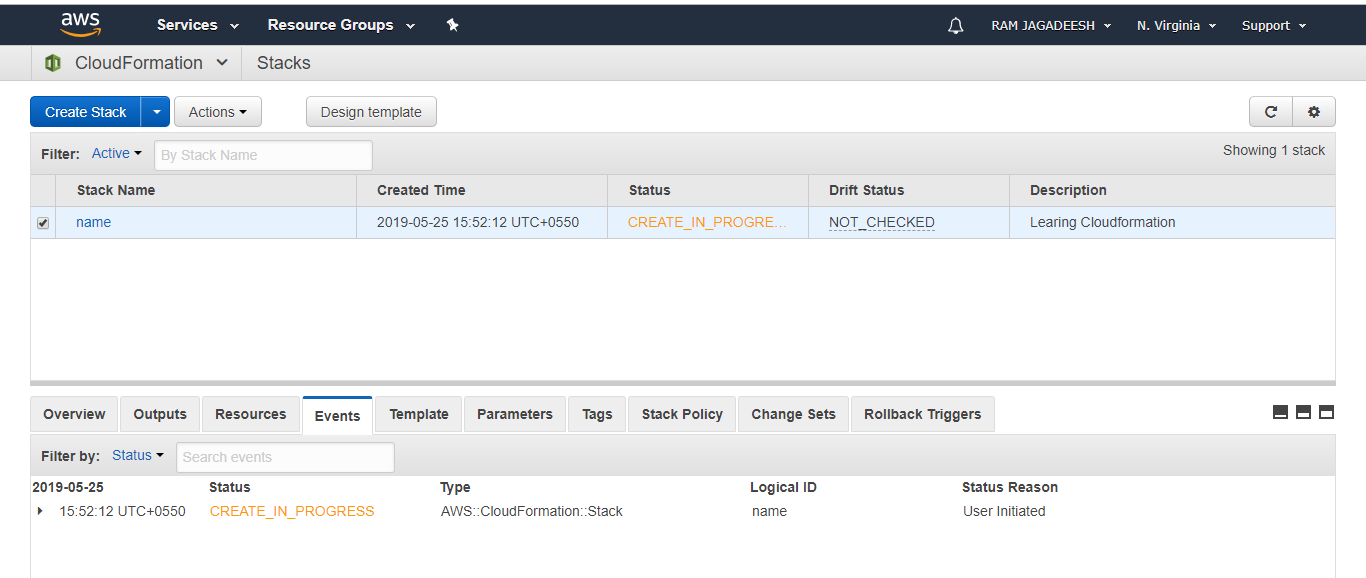 aws Services Resource Groups RAM JAGADEESH N. Virginia Support
CloudFormation Stacks
Create Stack Actions Design template
Filter: Active By Stack Name Showing 1 stack
Stack Name Created Time Status Drift Status Description
name 2019-05-25 15:52:12 UTC+0550 CREATE_IN_PROGRE... NOT_CHECKED Learing Cloudformation
Overview Outputs Resources Events Template Parameters Tags Stack Policy Change Sets Rollback Triggers
Filter by: Status Search events
2019-05-25 Status Type Logical ID Status Reason
15:52:12 UTC+0550 CREATE_IN_PROGRESS AWS::CloudFormation::Stack name User Initiated